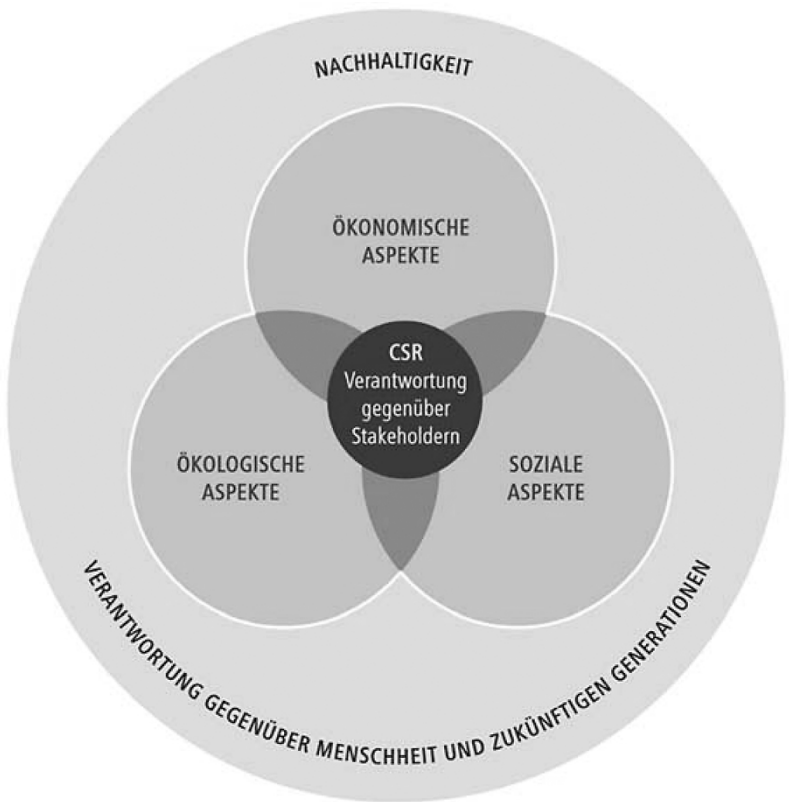 NACHHALTIGKEIT
ÖKONOMISCHE
ASPEKTE
CSR
Verantwortung
gegenüber
Stakeholdern
ÖKOLOGISCHE
ASPEKTE
SOZIALE
ASPEKTE
VERANTWORTUNG GEGENÜBER MENSCHHEIT UND ZUKÜNFTIGEN GENERATIONEN